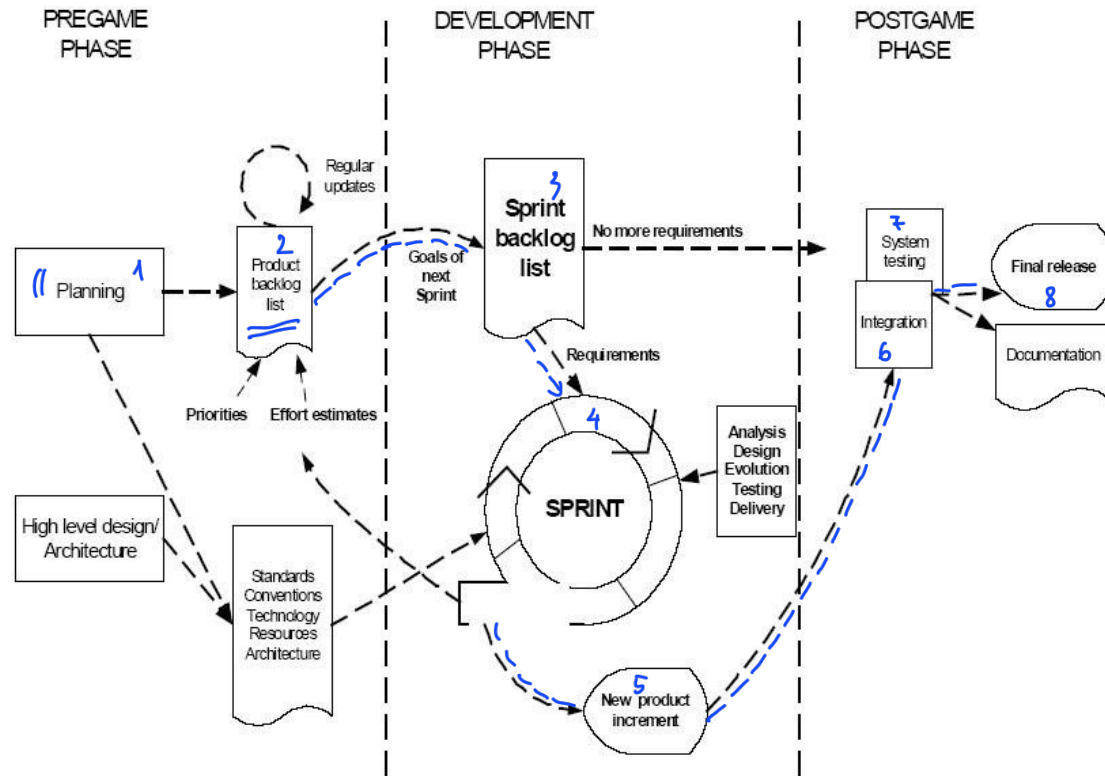 PREGAME
PHASE
DEVELOPMENT
PHASE
POSTGAME
PHASE
Regular
updates
1
Planning
2
Product
backlog
list
Priorities
Effort estimates
Goals of
next
Sprint
3
Sprint
backlog
list
No more requirements
Requirements
4
SPRINT
Analysis
Design
Evolution
Testing
Delivery
High level design/
Architecture
Standards
Conventions
Technology
Resources
Architecture
5
New product
increment
7
System
testing
Integration
6
Final release
8
Documentation